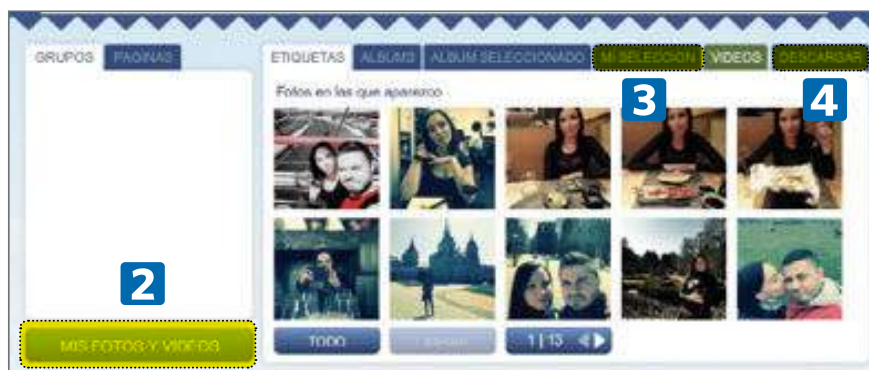 GRUPOS PAGINAS
ETIQUETAS ALBUMS ALBUM SELECCIONADO MI SELECCION VIDEOS DESCARGAR
3 4
Fotos en las que aparezco
2
MIS FOTOS Y VIDEOS
TODO
1 | 13